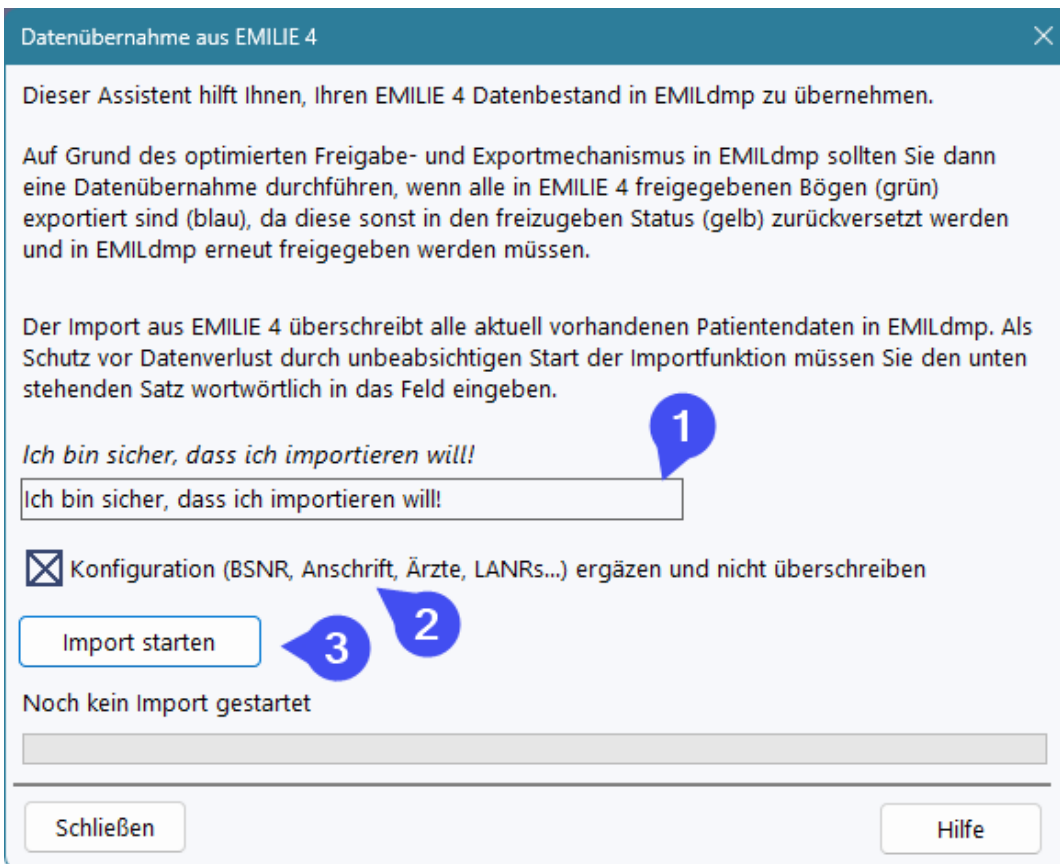 Datenübernahme aus EMILIE 4
Dieser Assistent hilft Ihnen, Ihren EMILIE 4 Datenbestand in EMILdmp zu übernehmen.
Auf Grund des optimierten Freigabe- und Exportmechanismus in EMILdmp sollten Sie dann
eine Datenübernahme durchführen, wenn alle in EMILIE 4 freigegebenen Bögen (grün)
exportiert sind (blau), da diese sonst in den freizugeben Status (gelb) zurückversetzt werden
und in EMILdmp erneut freigegeben werden müssen.
Der Import aus EMILIE 4 überschreibt alle aktuell vorhandenen Patientendaten in EMILdmp. Als
Schutz vor Datenverlust durch unbeabsichtigen Start der Importfunktion müssen Sie den unten
stehenden Satz wortwörtlich in das Feld eingeben.
1
Ich bin sicher, dass ich importieren will!
Ich bin sicher, dass ich importieren will!
Konfiguration (BSNR, Anschrift, Ärzte, LANRs...) ergäzen und nicht überschreiben
2
Import starten
3
Noch kein Import gestartet
Schließen
Hilfe